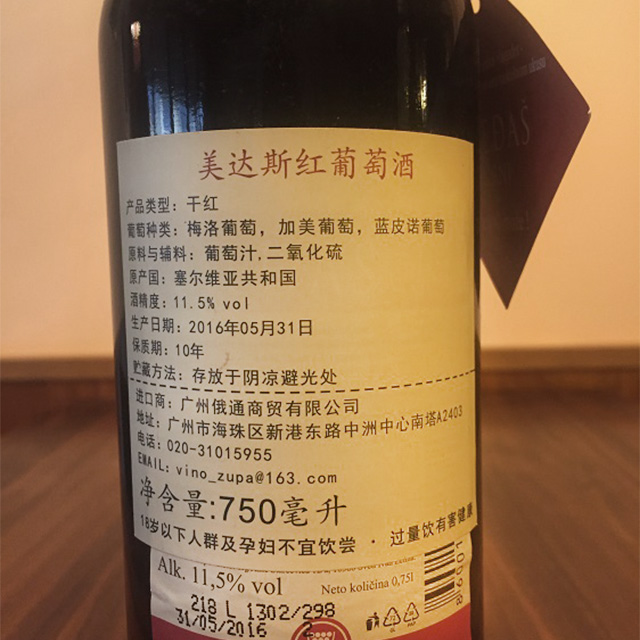 美达斯红葡萄酒
产品类型：干红
葡萄种类：梅洛葡萄，加美葡萄，蓝皮诺葡萄
原料与辅料：葡萄汁,二氧化硫
原产国：塞尔维亚共和国
酒精度：11.5% vol
生产日期：2016年05月31日
保质期：10年
贮藏方法：存放于阴凉避光处
进口商：广州俄通商贸有限公司
地址：广州市海珠区新港东路中洲中心南塔A2403
电话：020-31015955
EMAIL：vino_zupa@163.com
净含量:750毫升
18岁以下人群及孕妇不宜饮尝 · 过量饮有害健康
Alk. 11,5% vol
Neto količina 0,75l
218 L 1302/298
31/05/2016 2